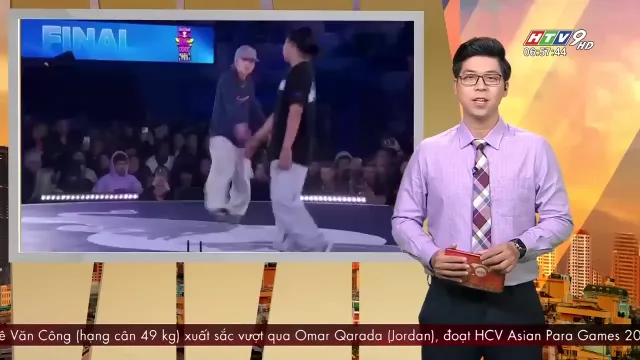 FINAL
HTV9 HD
06:57:44
ê Văn Công (hạng cân 49 kg) xuất sắc vượt qua Omar Qarada (Jordan), đoạt HCV Asian Para Games 20